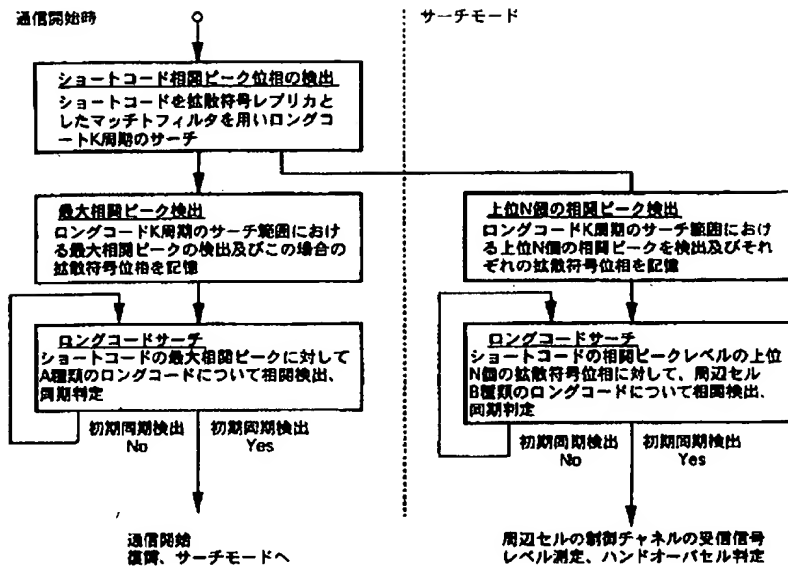 通信開始時
サーチモード
ショートコード相関ピーク位相の検出
ショートコードを拡散符号レプリカと
したマッチトフィルタを用いロングコ
ートK周期のサーチ
最大相関ピーク検出
ロングコードK周期のサーチ範囲におけ
る最大相関ピークの検出及びこの場合の
拡散符号位相を記憶
上位N個の相関ピーク検出
ロングコードK周期のサーチ範囲におけ
る上位N個の相関ピークを検出及びそれ
ぞれの拡散符号位相を記憶
ロングコードサーチ
ショートコードの最大相関ピークに対して
A種類のロングコードについて相関検出、
同期判定
ロングコードサーチ
ショートコードの相関ピークレベルの上位
N個の拡散符号位相に対して、周辺セル
B種類のロングコードについて相関検出、
同期判定
初期同期検出
No
初期同期検出
Yes
初期同期検出
No
初期同期検出
Yes
通信開始
復調、サーチモードへ
周辺セルの制御チャネルの受信信号
レベル測定、ハンドオーバセル判定